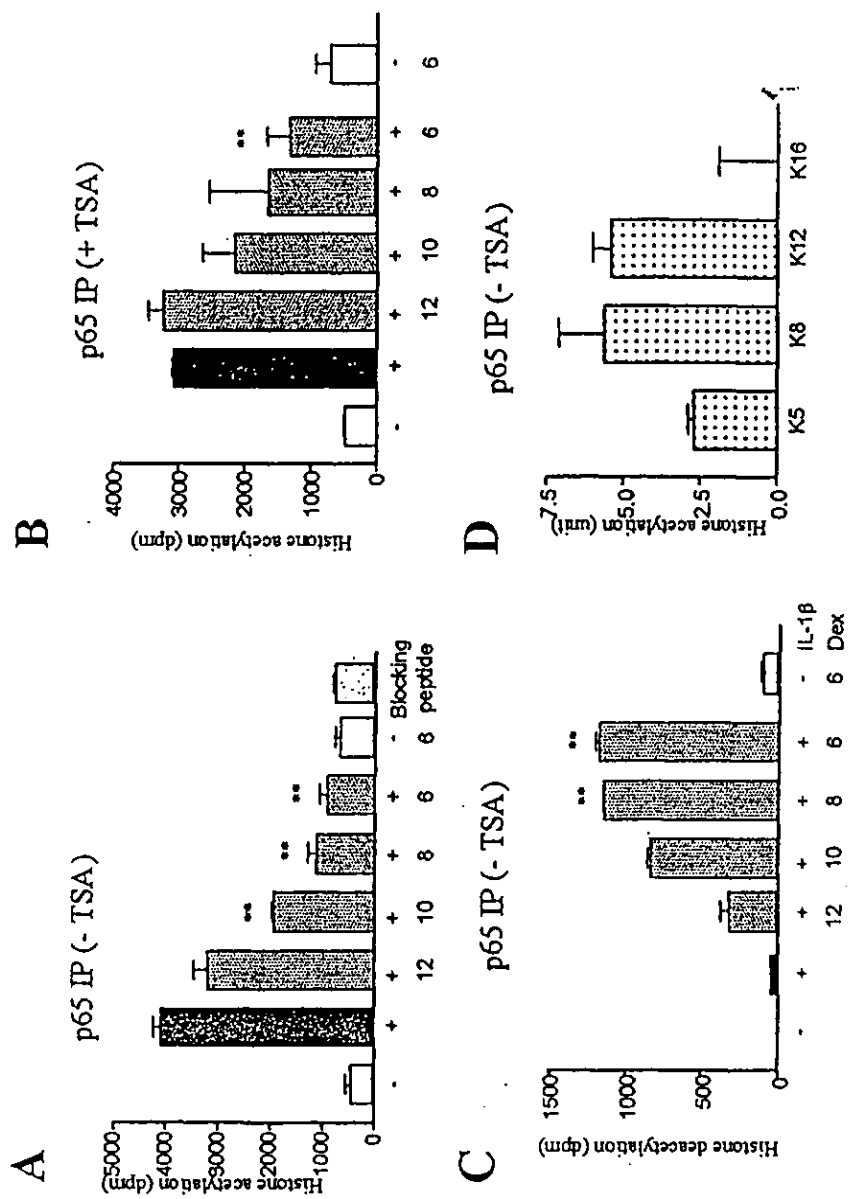 A
p65 IP (- TSA)
Histone acetylation (dpm)
5000
4000
3000
2000
1000
0
- + + + + + - Blocking
12 10 8 6 6 peptide
B
p65 IP (+ TSA)
Histone acetylation (dpm)
4000
3000
2000
1000
0
- + + + + + -
12 10 8 6 6
** ** **
**
C
p65 IP (- TSA)
Histone deacetylation (dpm)
1500
1000
500
0
** **
- + + + + + - IL-1β
12 10 8 6 6 Dex
D
p65 IP (- TSA)
Histone acetylation (unit)
7.5
5.0
2.5
0.0
K5 K8 K12 K16